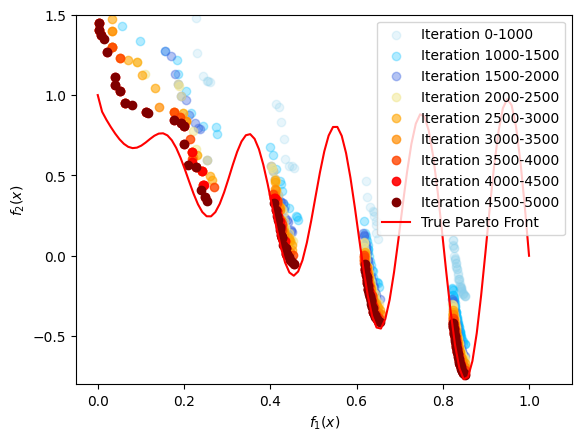 1.5
1.0
0.5
0.0
−0.5
f₂(x)
0.0
0.2
0.4
0.6
0.8
1.0
f₁(x)
Iteration 0-1000
Iteration 1000-1500
Iteration 1500-2000
Iteration 2000-2500
Iteration 2500-3000
Iteration 3000-3500
Iteration 3500-4000
Iteration 4000-4500
Iteration 4500-5000
True Pareto Front